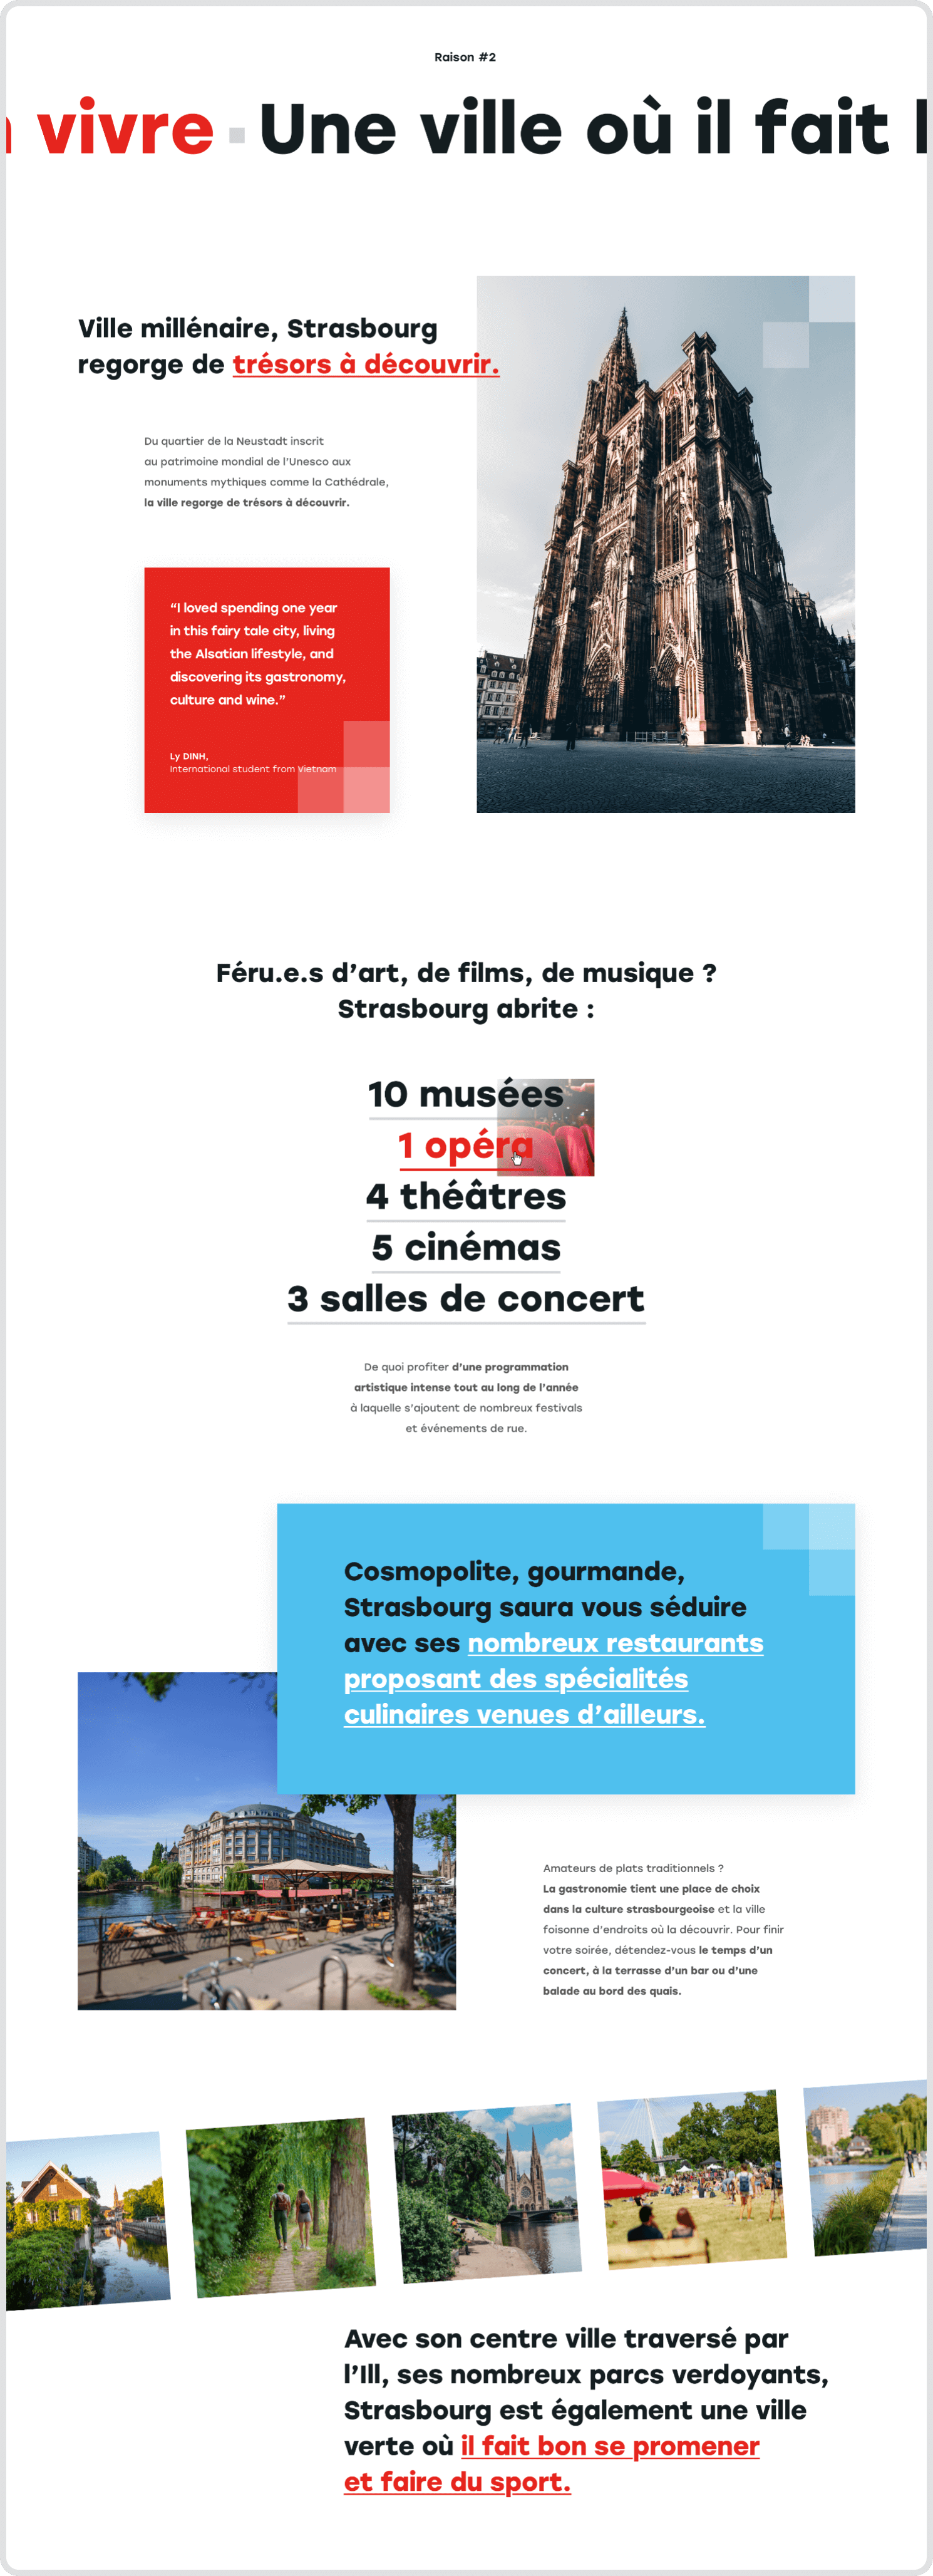 Raison #2
vivre Une ville où il fait
Ville millénaire, Strasbourg
regorge de trésors à découvrir.
Du quartier de la Neustadt inscrit
au patrimoine mondial de l’Unesco aux
monuments mythiques comme la Cathédrale,
la ville regorge de trésors à découvrir.
“I loved spending one year
in this fairy tale city, living
the Alsatian lifestyle, and
discovering its gastronomy,
culture and wine.”
Ly DINH,
International student from Vietnam
Féru.e.s d’art, de films, de musique ?
Strasbourg abrite :
10 musées
1 opéra
4 théâtres
5 cinémas
3 salles de concert
De quoi profiter d’une programmation
artistique intense tout au long de l’année
à laquelle s’ajoutent de nombreux festivals
et événements de rue.
Cosmopolite, gourmande,
Strasbourg saura vous séduire
avec ses nombreux restaurants
proposant des spécialités
culinaires venues d’ailleurs.
Amateurs de plats traditionnels ?
La gastronomie tient une place de choix
dans la culture strasbourgeoise et la ville
foisonne d’endroits où la découvrir. Pour finir
votre soirée, détendez-vous le temps d’un
concert, à la terrasse d’un bar ou d’une
balade au bord des quais.
Avec son centre ville traversé par
l’Ill, ses nombreux parcs verdoyants,
Strasbourg est également une ville
verte où il fait bon se promener
et faire du sport.